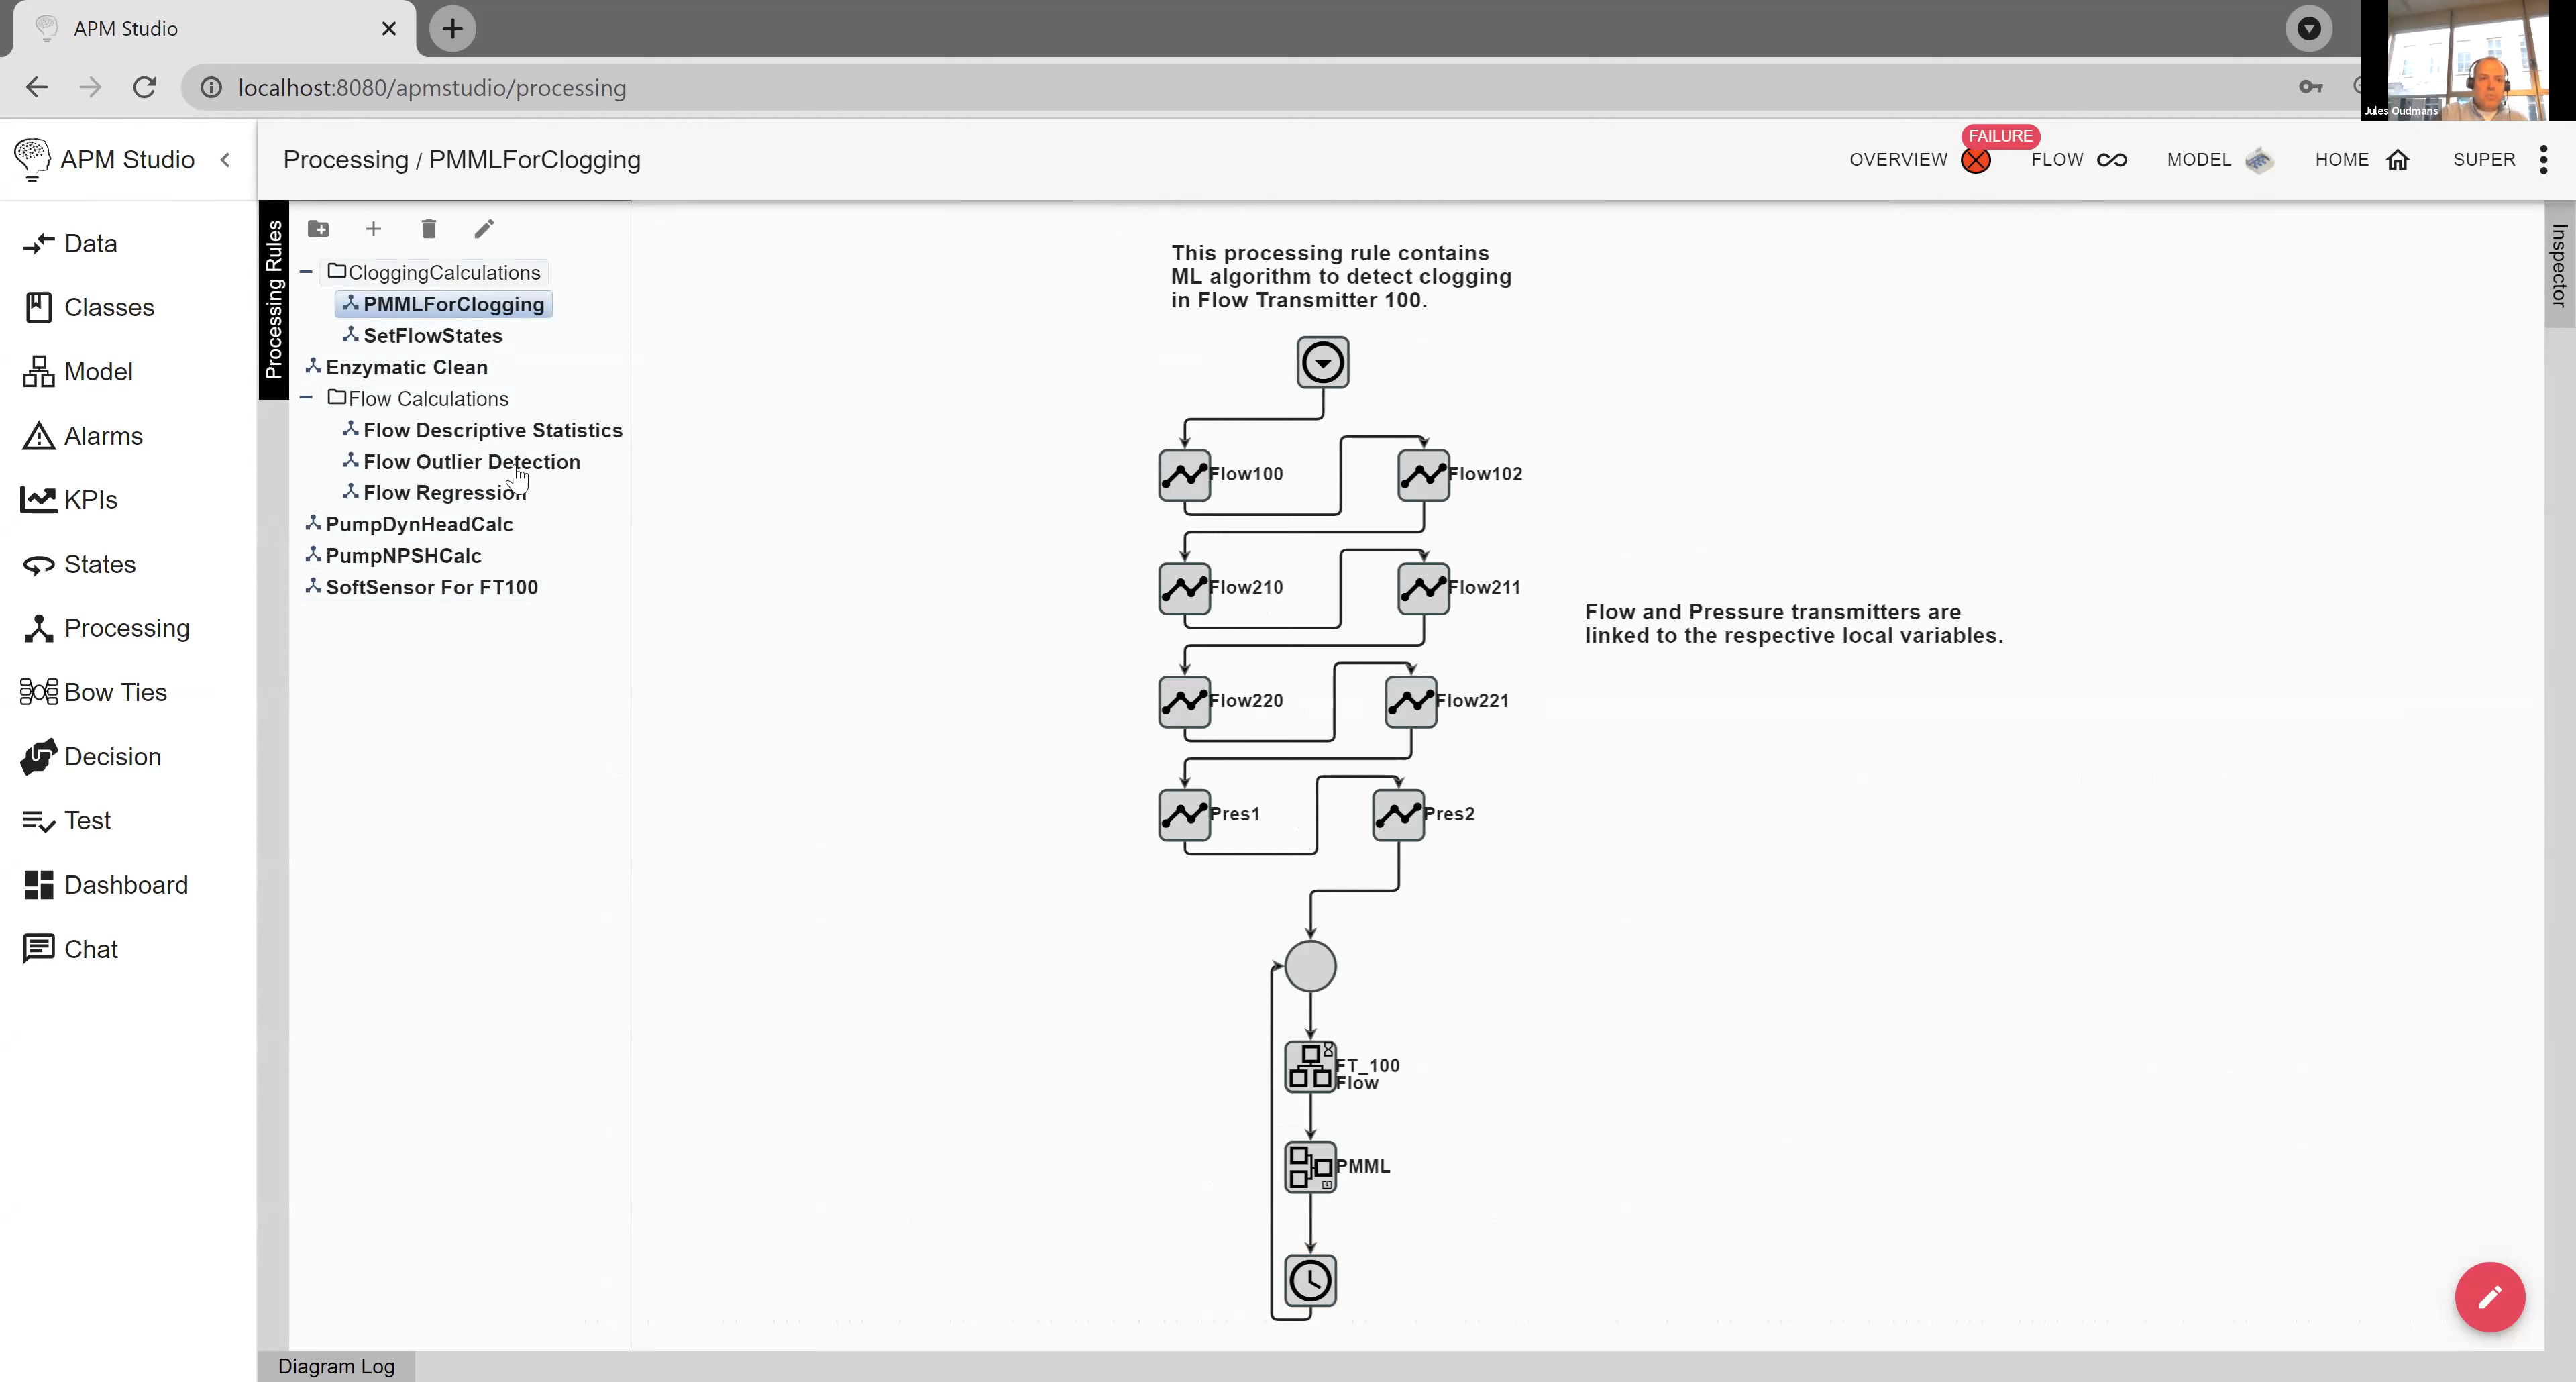 APM Studio
localhost:8080/apmstudio/processing
Jules Oudmans
APM Studio
Processing / PMMLForClogging
FAILURE
OVERVIEW
FLOW
MODEL
HOME
SUPER
Data
Classes
Model
Alarms
KPIs
States
Processing
Bow Ties
Decision
Test
Dashboard
Chat
Processing Rules
CloggingCalculations
PMMLForClogging
SetFlowStates
Enzymatic Clean
Flow Calculations
Flow Descriptive Statistics
Flow Outlier Detection
Flow Regression
PumpDynHeadCalc
PumpNPSHCalc
SoftSensor For FT100
This processing rule contains
ML algorithm to detect clogging
in Flow Transmitter 100.
Flow100
Flow102
Flow210
Flow211
Flow and Pressure transmitters are
linked to the respective local variables.
Flow220
Flow221
Pres1
Pres2
FT_100
Flow
PMML
Inspector
Diagram Log